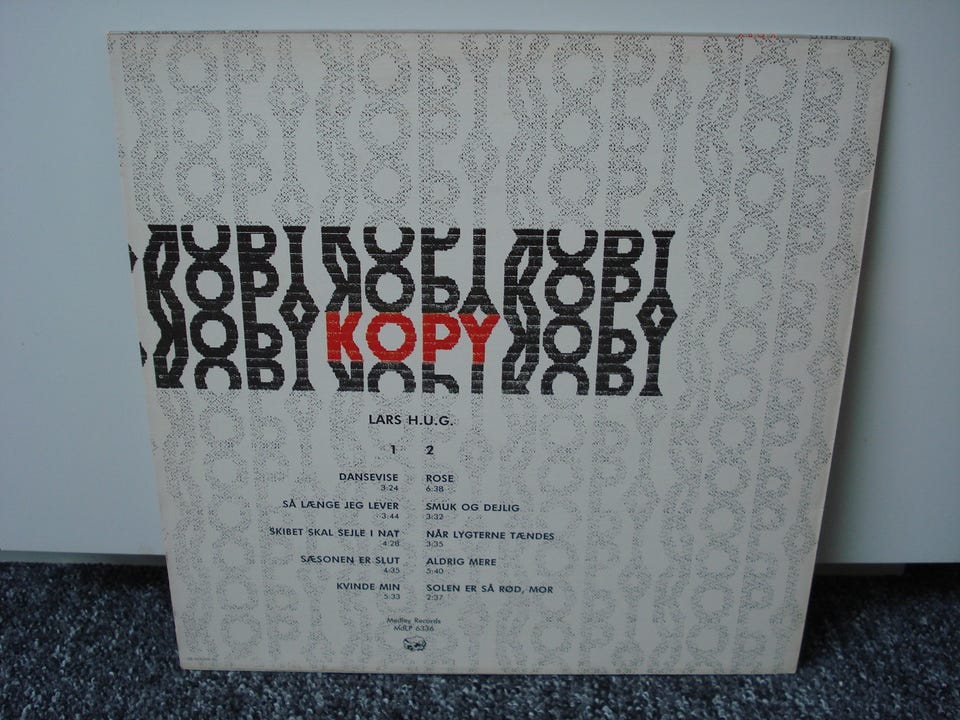 KOPY
LARS H.U.G.
1 2
DANSEVISE
3:24
SÅ LÆNGE JEG LEVER
3:44
SKIBET SKAL SEJLE I NAT
4:28
SÆSONEN ER SLUT
4:35
KVINDE MIN
5:33
ROSE
6:38
SMUK OG DEJLIG
3:32
NÅR LYGTERNE TÆNDES
3:35
ALDRIG MERE
5:40
SOLEN ER SÅ RØD, MOR
2:37
Medley Records
MdLP 6336